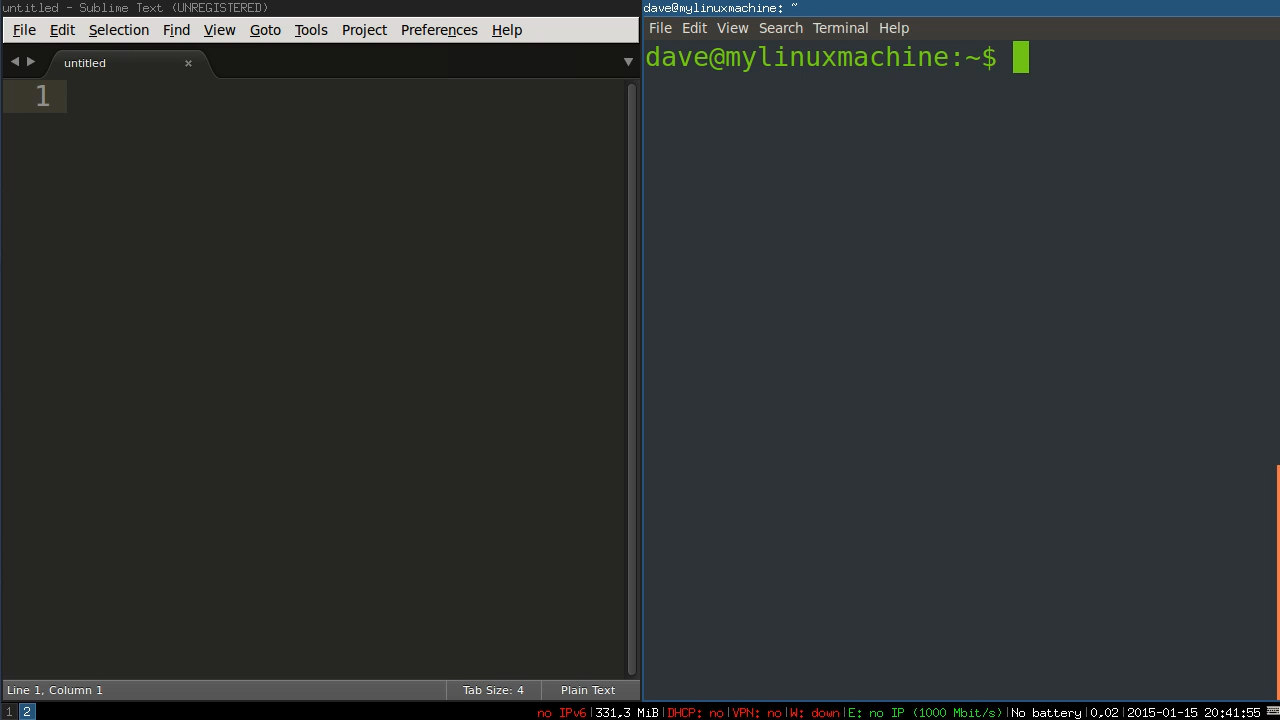 untitled - Sublime Text (UNREGISTERED)
File Edit Selection Find View Goto Tools Project Preferences Help
untitled
1
Line 1, Column 1
Tab Size: 4
Plain Text
dave@mylinuxmachine: ~
File Edit View Search Terminal Help
dave@mylinuxmachine:~$
1 2
no IPv6|331,3 MiB|DHCP: no|VPN: no|W: down|E: no IP (1000 Mbit/s)|No battery|0,02|2015-01-15 20:41:55